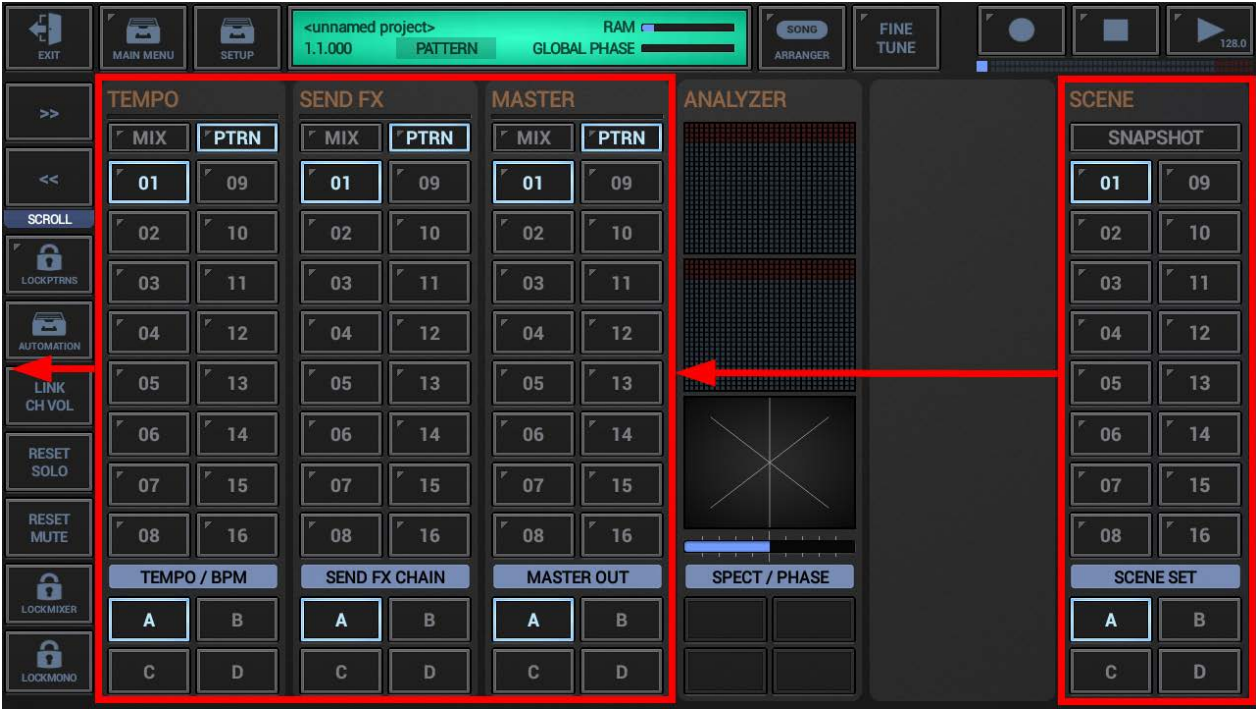 EXIT
MAIN MENU
SETUP
<unnamed project>
RAM
1.1.000
PATTERN
GLOBAL PHASE
SONG
ARRANGER
FINE
TUNE
128.0
>>
<<
SCROLL
LOCKPTRNS
AUTOMATION
LINK
CH VOL
RESET
SOLO
RESET
MUTE
LOCKMIXER
LOCKMONO
TEMPO
MIX PTRN
01 09
02 10
03 11
04 12
05 13
06 14
07 15
08 16
TEMPO / BPM
A B
C D
SEND FX
MIX PTRN
01 09
02 10
03 11
04 12
05 13
06 14
07 15
08 16
SEND FX CHAIN
A B
C D
MASTER
MIX PTRN
01 09
02 10
03 11
04 12
05 13
06 14
07 15
08 16
MASTER OUT
A B
C D
ANALYZER
SPECT / PHASE
SCENE
SNAPSHOT
01 09
02 10
03 11
04 12
05 13
06 14
07 15
08 16
SCENE SET
A B
C D